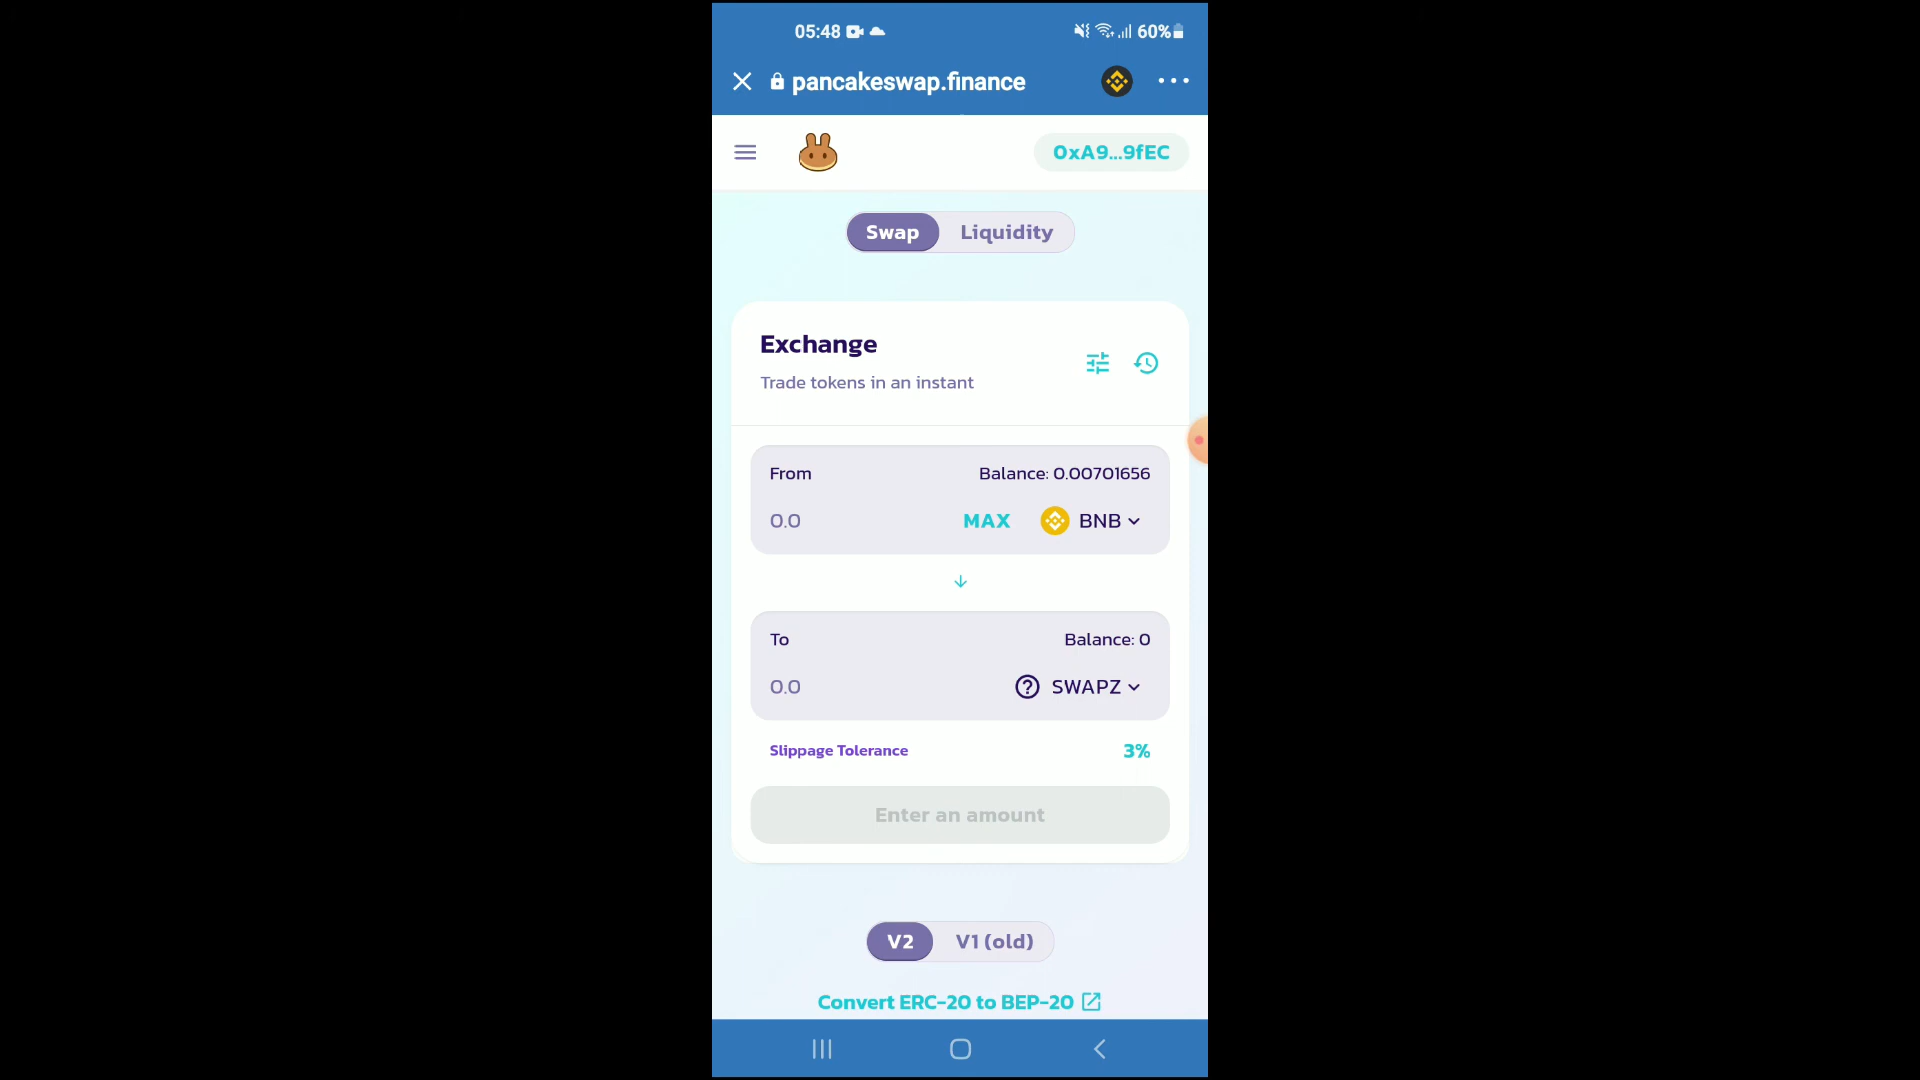 05:48 60%
pancakeswap.finance
0xA9...9fEC
Swap Liquidity
Exchange
Trade tokens in an instant
From Balance: 0.00701656
0.0 MAX BNB
To Balance: 0
0.0 SWAPZ
Slippage Tolerance 3%
Enter an amount
V2 V1 (old)
Convert ERC-20 to BEP-20